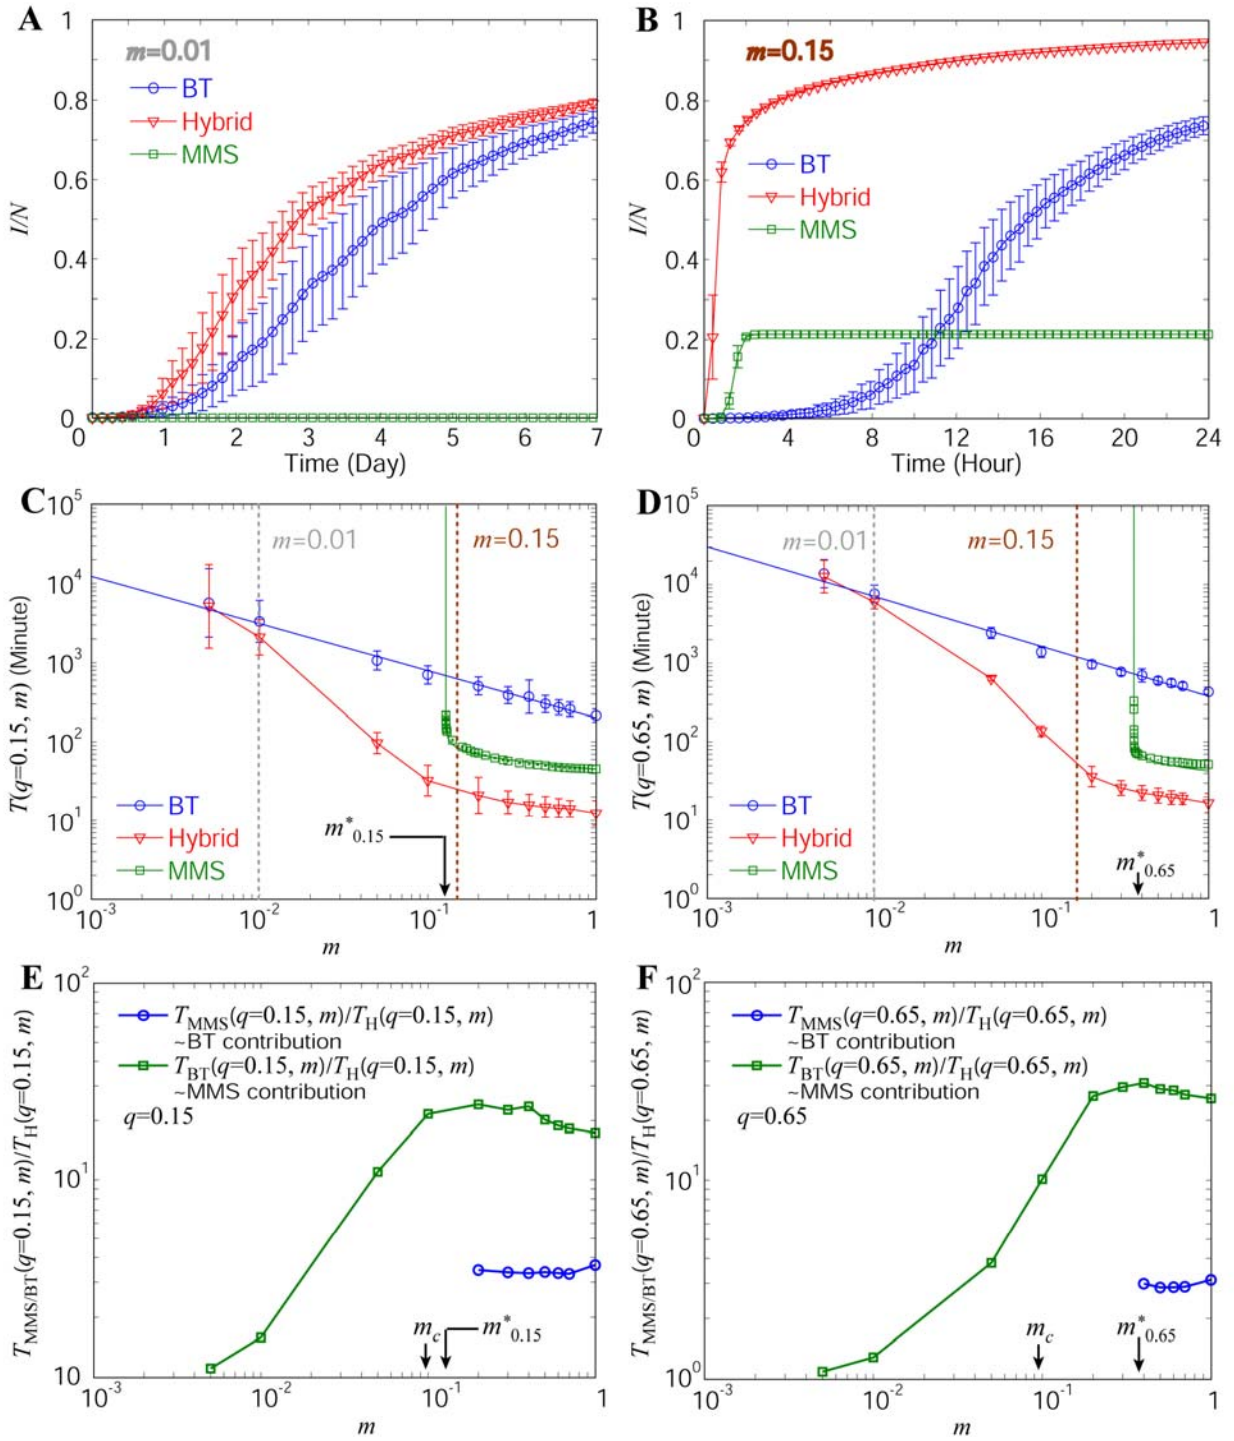 A
m=0.01
BT
Hybrid
MMS
I/N
1
0.8
0.6
0.4
0.2
0
0 1 2 3 4 5 6 7
Time (Day)
B
m=0.15
BT
Hybrid
MMS
I/N
1
0.8
0.6
0.4
0.2
0
0 4 8 12 16 20 24
Time (Hour)
C
m=0.01
m=0.15
BT
Hybrid
MMS
m*0.15
T(q=0.15, m) (Minute)
10^5
10^4
10^3
10^2
10^1
10^0
10^-3 10^-2 10^-1 1
m
D
m=0.01
m=0.15
BT
Hybrid
MMS
m*0.65
T(q=0.65, m) (Minute)
10^5
10^4
10^3
10^2
10^1
10^0
10^-3 10^-2 10^-1 1
m
E
T_MMS(q=0.15, m)/T_H(q=0.15, m)
~BT contribution
T_BT(q=0.15, m)/T_H(q=0.15, m)
~MMS contribution
q=0.15
m_c
m*0.15
T_MMS/BT(q=0.15, m)/T_H(q=0.15, m)
10^2
10^1
10
10^-3 10^-2 10^-1 1
m
F
T_MMS(q=0.65, m)/T_H(q=0.65, m)
~BT contribution
T_BT(q=0.65, m)/T_H(q=0.65, m)
~MMS contribution
q=0.65
m_c
m*0.65
T_MMS/BT(q=0.65, m)/T_H(q=0.65, m)
10^2
10^1
10^0
10^-3 10^-2 10^-1 1
m